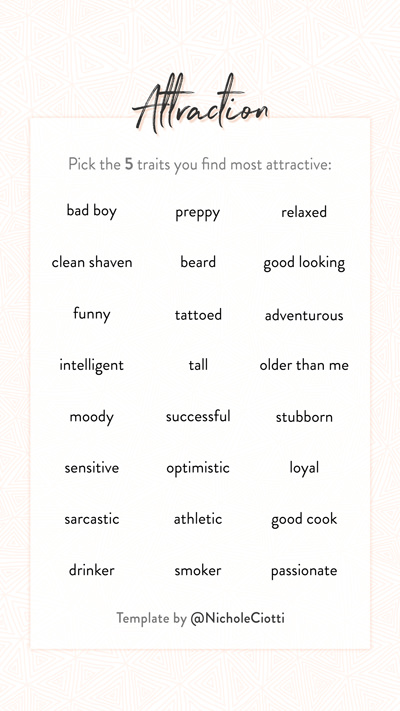 Attraction
Pick the 5 traits you find most attractive:
bad boy preppy relaxed
clean shaven beard good looking
funny tattoed adventurous
intelligent tall older than me
moody successful stubborn
sensitive optimistic loyal
sarcastic athletic good cook
drinker smoker passionate
Template by @NicholeCiotti